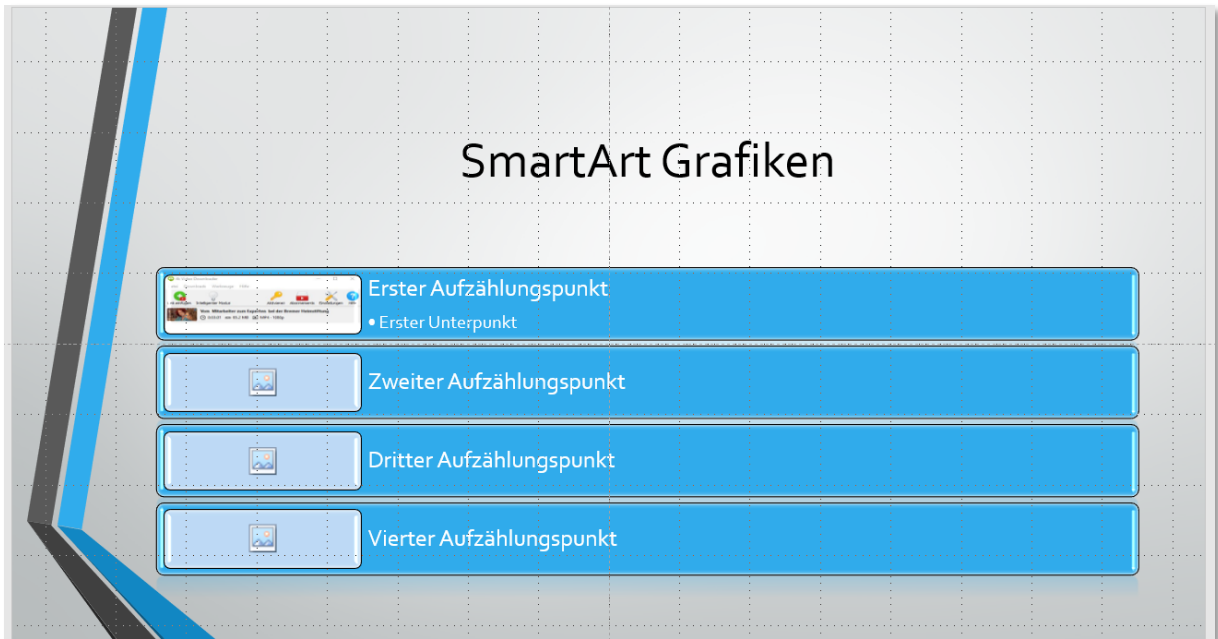 SmartArt Grafiken
Erster Aufzählungspunkt
• Erster Unterpunkt
Zweiter Aufzählungspunkt
Dritter Aufzählungspunkt
Vierter Aufzählungspunkt